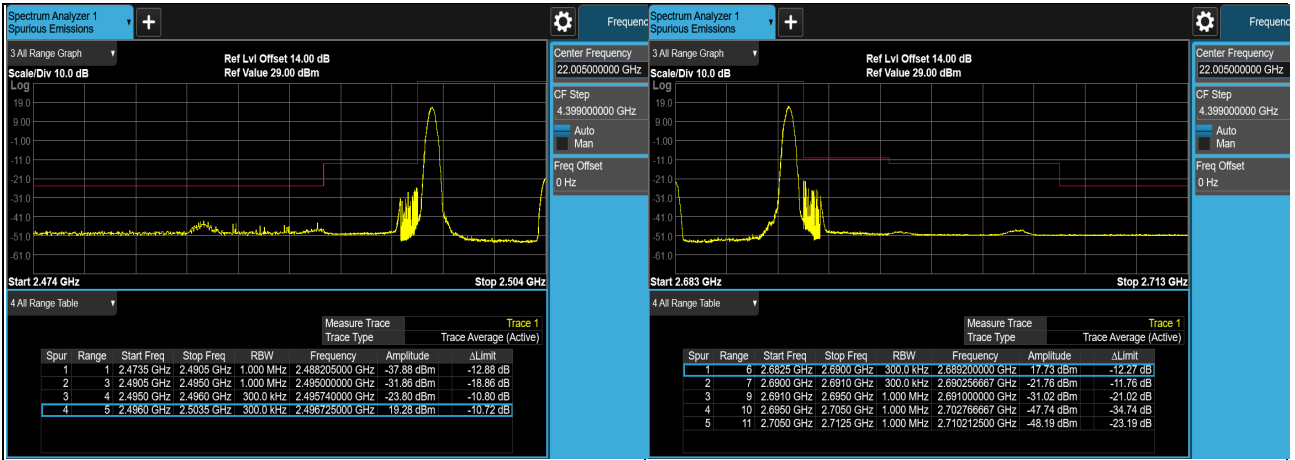 Spectrum Analyzer 1
Spurious Emissions
+
Frequenc
3 All Range Graph
Ref Lvl Offset 14.00 dB
Scale/Div 10.0 dB
Ref Value 29.00 dBm
Log
19.0
9.00
-1.00
-11.0
-21.0
-31.0
-41.0
-51.0
-61.0
Start 2.474 GHz
Stop 2.504 GHz
Center Frequency
22.005000000 GHz
CF Step
4.399000000 GHz
Auto
Man
Freq Offset
0 Hz
4 All Range Table
Measure Trace Trace 1
Trace Type Trace Average (Active)
Spur Range Start Freq Stop Freq RBW Frequency Amplitude ΔLimit
1 1 2.4735 GHz 2.4905 GHz 1.000 MHz 2.488205000 GHz -37.88 dBm -12.88 dB
2 3 2.4905 GHz 2.4950 GHz 1.000 MHz 2.495000000 GHz -31.86 dBm -18.86 dB
3 4 2.4950 GHz 2.4960 GHz 300.0 kHz 2.495740000 GHz -23.80 dBm -10.80 dB
4 5 2.4960 GHz 2.5035 GHz 300.0 kHz 2.496725000 GHz 19.28 dBm -10.72 dB
Spectrum Analyzer 1
Spurious Emissions
+
Frequenc
3 All Range Graph
Ref Lvl Offset 14.00 dB
Scale/Div 10.0 dB
Ref Value 29.00 dBm
Log
19.0
9.00
-1.00
-11.0
-21.0
-31.0
-41.0
-51.0
-61.0
Start 2.683 GHz
Stop 2.713 GHz
Center Frequency
22.005000000 GHz
CF Step
4.399000000 GHz
Auto
Man
Freq Offset
0 Hz
4 All Range Table
Measure Trace Trace 1
Trace Type Trace Average (Active)
Spur Range Start Freq Stop Freq RBW Frequency Amplitude ΔLimit
1 6 2.6825 GHz 2.6900 GHz 300.0 kHz 2.689200000 GHz 17.73 dBm -12.27 dB
2 7 2.6900 GHz 2.6910 GHz 300.0 kHz 2.690256667 GHz -21.76 dBm -11.76 dB
3 9 2.6910 GHz 2.6950 GHz 1.000 MHz 2.691000000 GHz -31.02 dBm -21.02 dB
4 10 2.6950 GHz 2.7050 GHz 1.000 MHz 2.702766667 GHz -47.74 dBm -34.74 dB
5 11 2.7050 GHz 2.7125 GHz 1.000 MHz 2.710212500 GHz -48.19 dBm -23.19 dB